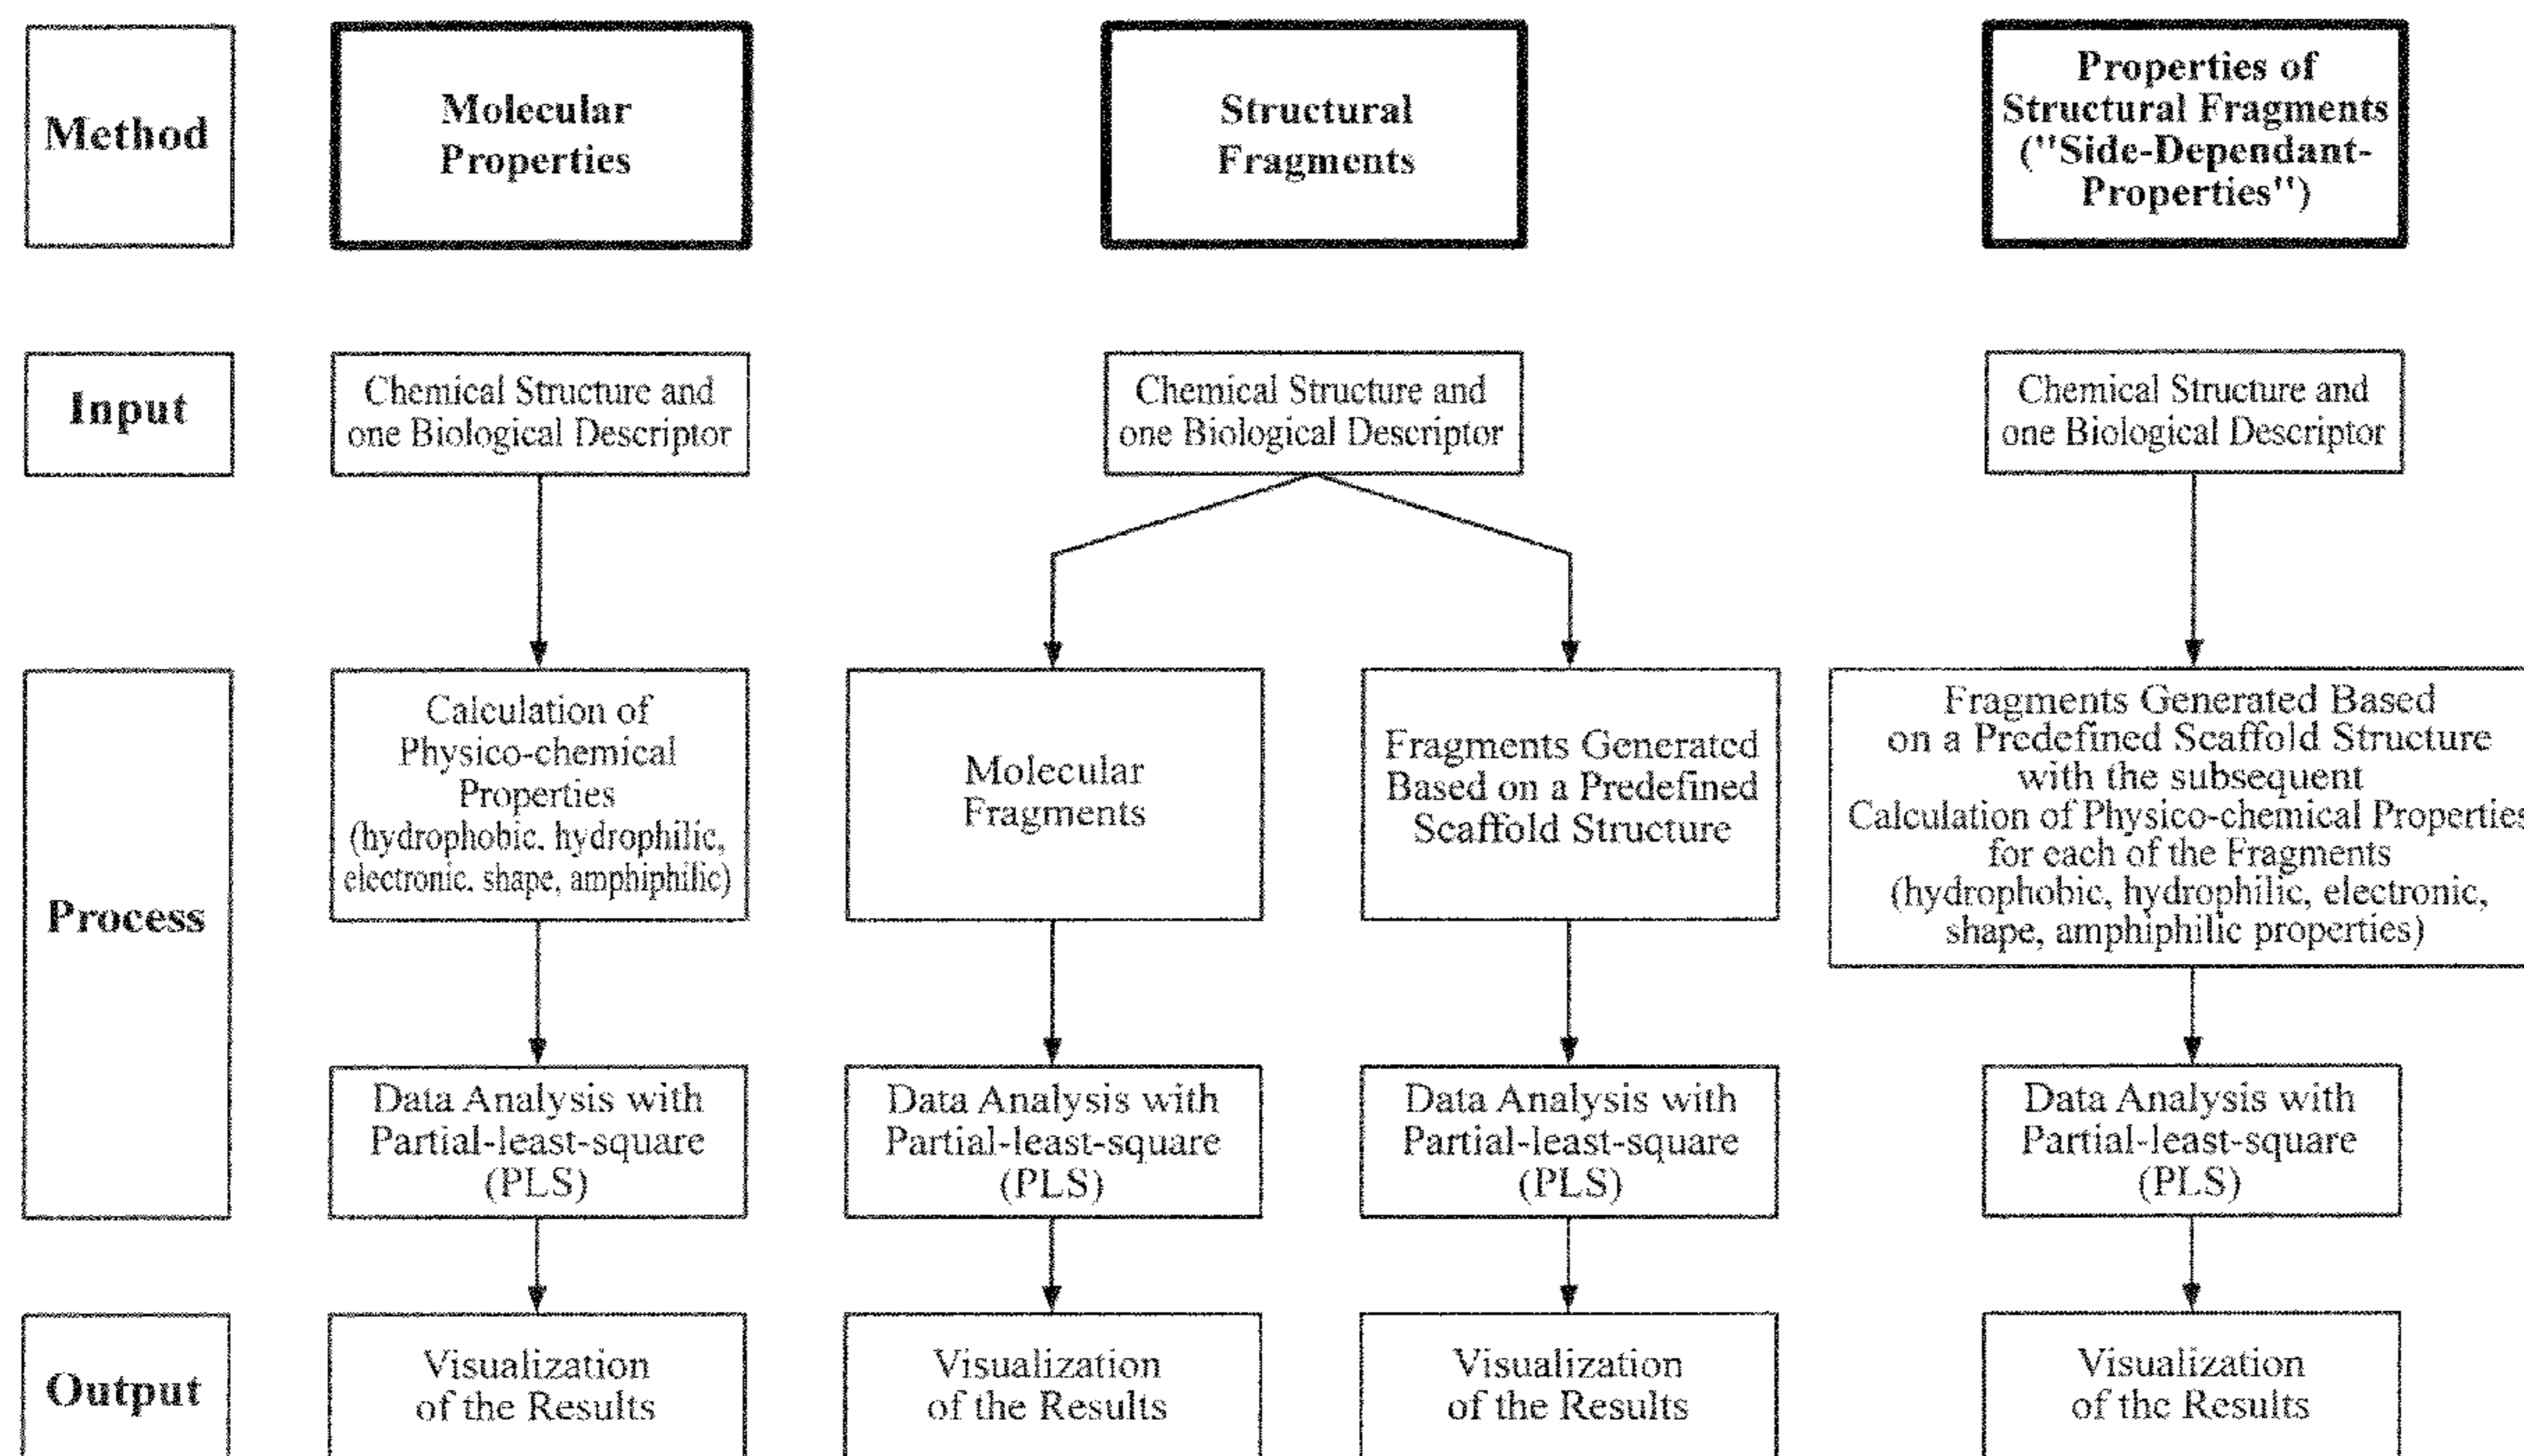 Method
Molecular
Properties
Structural
Fragments
Properties of
Structural Fragments
("Side-Dependant-
Properties")
Input
Chemical Structure and
one Biological Descriptor
Chemical Structure and
one Biological Descriptor
Chemical Structure and
one Biological Descriptor
Process
Calculation of
Physico-chemical
Properties
(hydrophobic, hydrophilic,
electronic, shape, amphiphilic)
Molecular
Fragments
Fragments Generated
Based on a Predefined
Scaffold Structure
Fragments Generated Based
on a Predefined Scaffold Structure
with the subsequent
Calculation of Physico-chemical Properties
for each of the Fragments
(hydrophobic, hydrophilic, electronic,
shape, amphiphilic properties)
Data Analysis with
Partial-least-square
(PLS)
Data Analysis with
Partial-least-square
(PLS)
Data Analysis with
Partial-least-square
(PLS)
Data Analysis with
Partial-least-square
(PLS)
Output
Visualization
of the Results
Visualization
of the Results
Visualization
of the Results
Visualization
of the Results